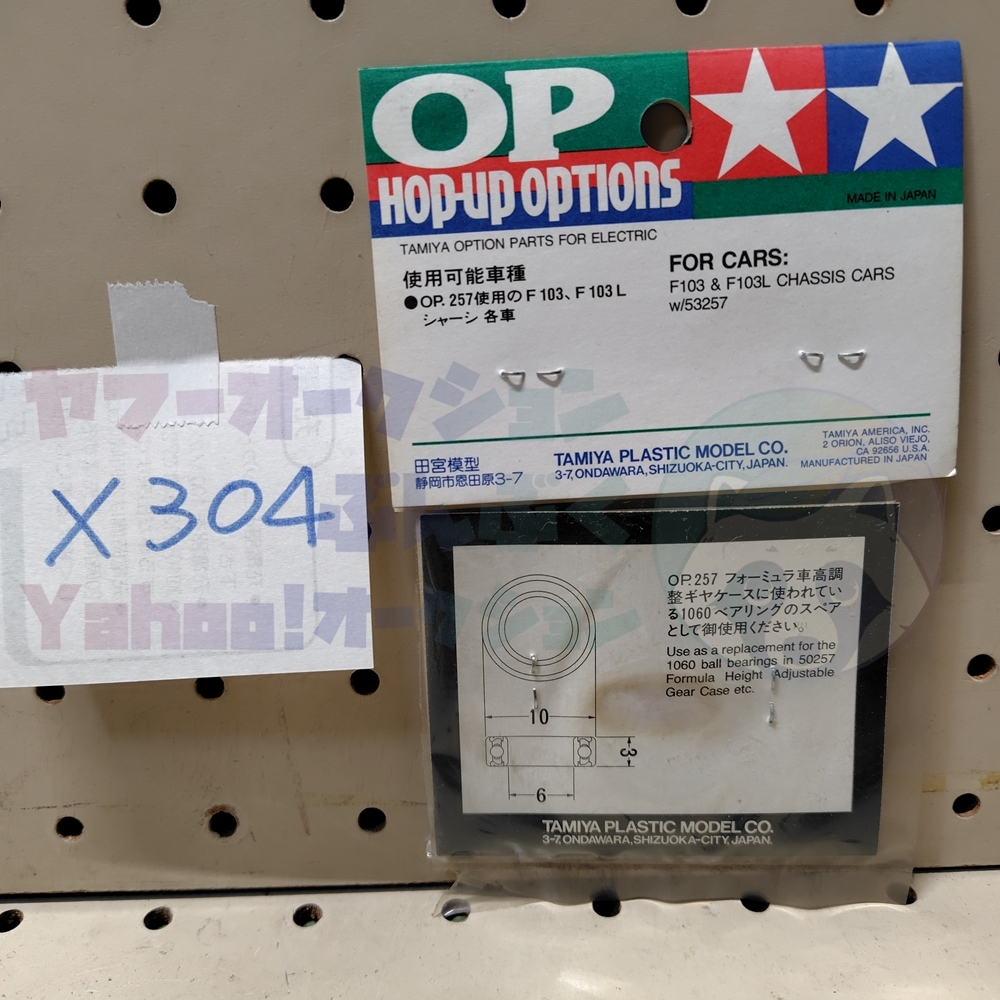 OP
HOP-UP OPTIONS
MADE IN JAPAN
TAMIYA OPTION PARTS FOR ELECTRIC
使用可能車種
●OP. 257使用のF103、F103L
シャーシ 各車
FOR CARS:
F103 & F103L CHASSIS CARS
w/53257
田宮模型
静岡市恩田原3-7
TAMIYA PLASTIC MODEL CO.
3-7, ONDAWARA, SHIZUOKA-CITY, JAPAN.
TAMIYA AMERICA, INC.
2 ORION, ALISO VIEJO,
CA 92656 U.S.A.
MANUFACTURED IN JAPAN
ヤフーオークション
X304
Yahoo!オークション
OP.257 フォーミュラ車高調
整ギヤケースに使われてい
る1060ベアリングのスペア
として御使用ください。
Use as a replacement for the
1060 ball bearings in 50257
Formula Height Adjustable
Gear Case etc.
10
3
6
TAMIYA PLASTIC MODEL CO.
3-7, ONDAWARA, SHIZUOKA-CITY, JAPAN.